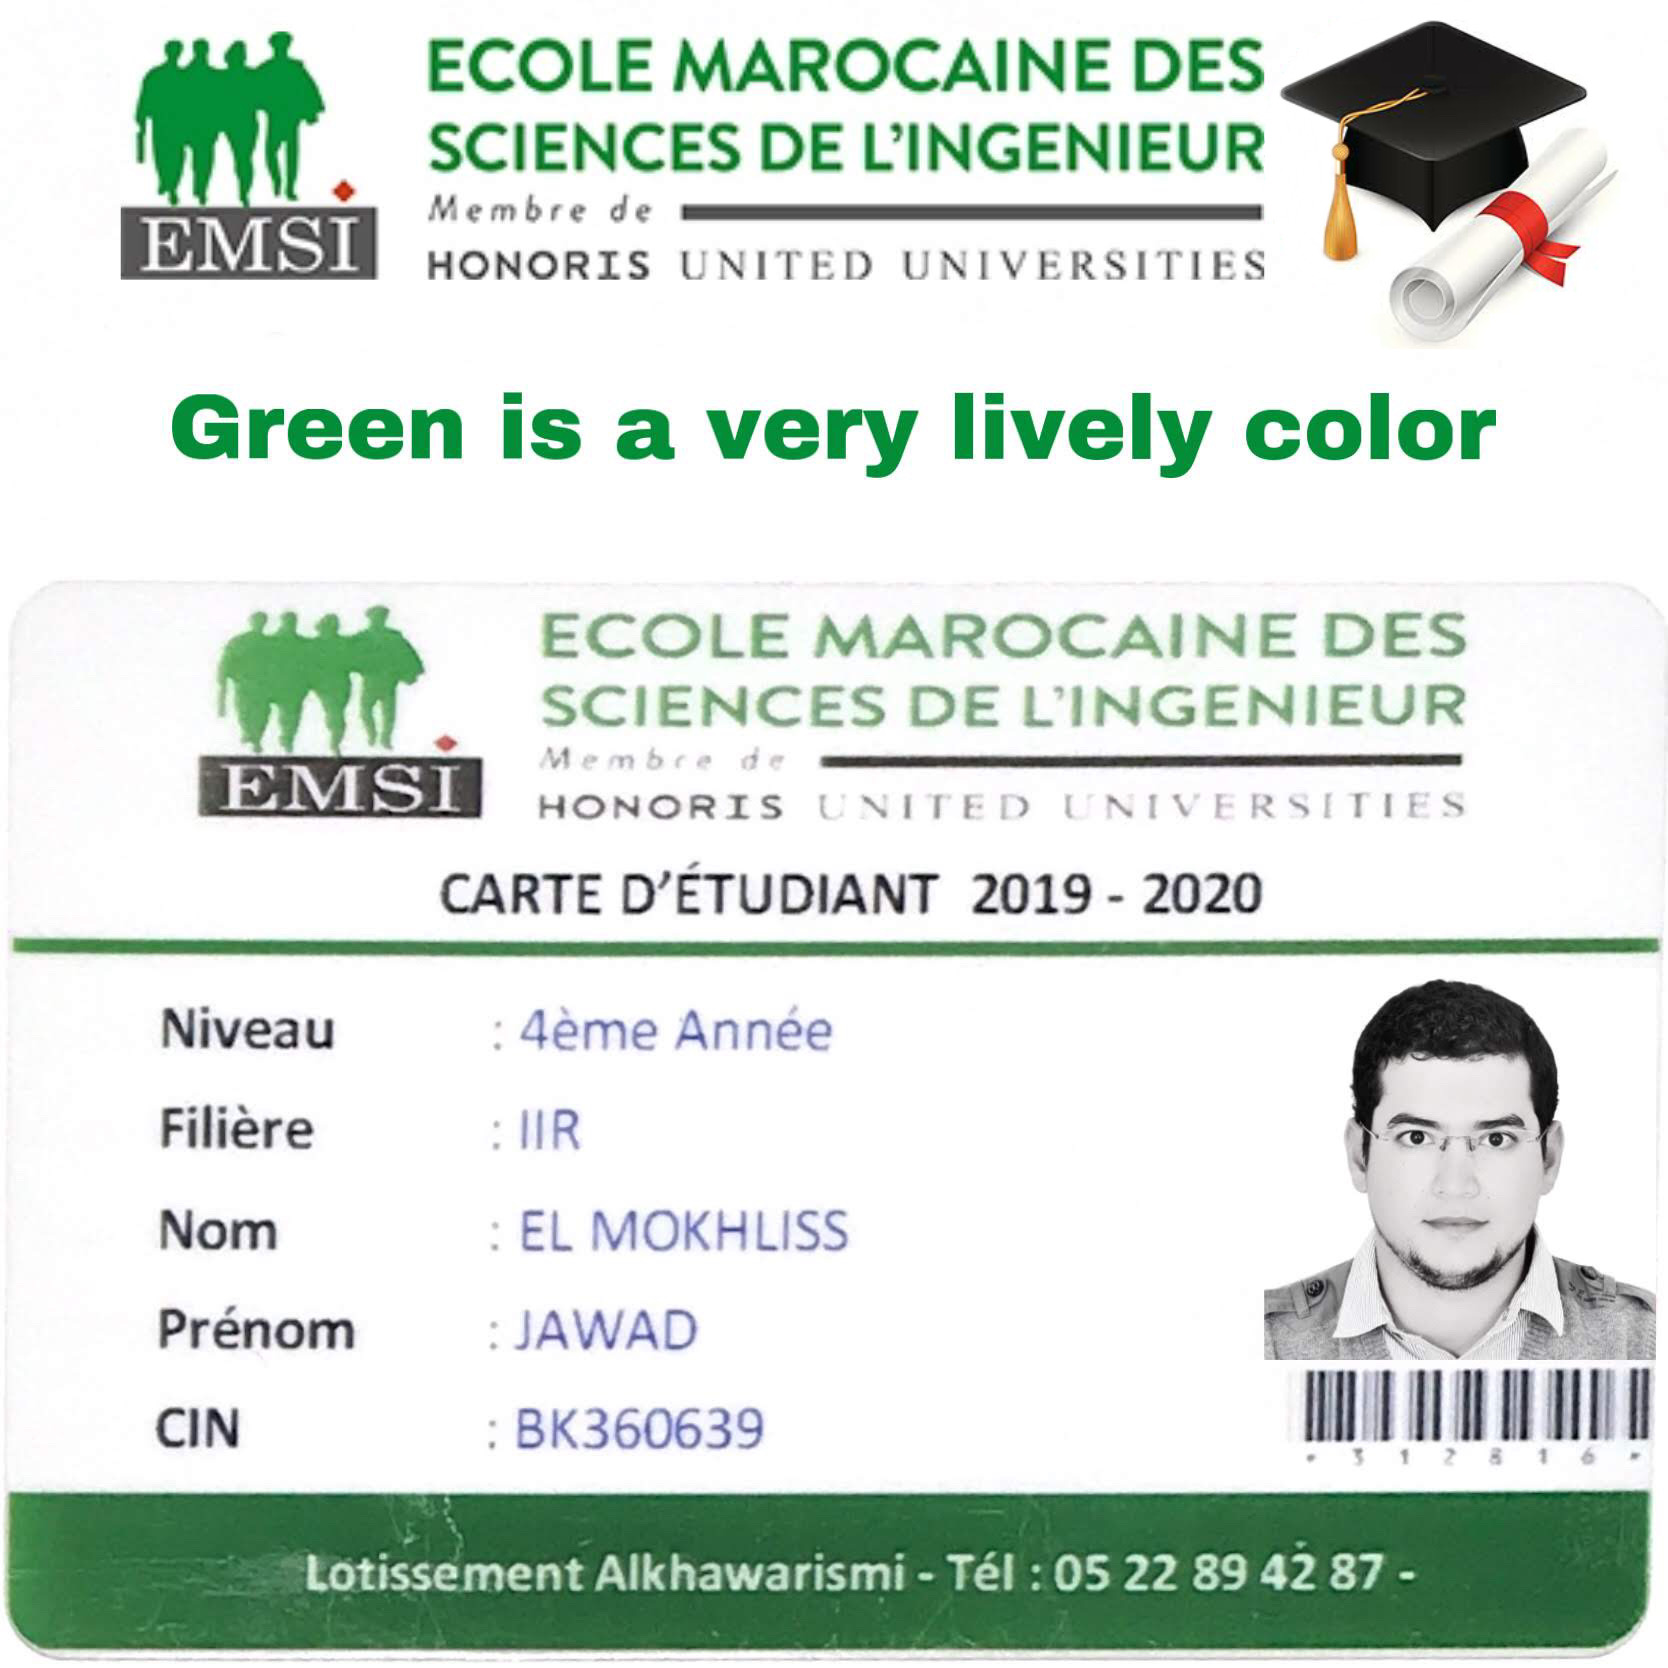 EMSI
ECOLE MAROCAINE DES
SCIENCES DE L'INGENIEUR
Membre de
HONORIS UNITED UNIVERSITIES
Green is a very lively color
EMSI
ECOLE MAROCAINE DES
SCIENCES DE L'INGENIEUR
Membre de
HONORIS UNITED UNIVERSITIES
CARTE D'ÉTUDIANT 2019 - 2020
Niveau : 4ème Année
Filière : IIR
Nom : EL MOKHLISS
Prénom : JAWAD
CIN : BK360639
* 312816 *
Lotissement Alkhawarismi - Tél : 05 22 89 42 87 -